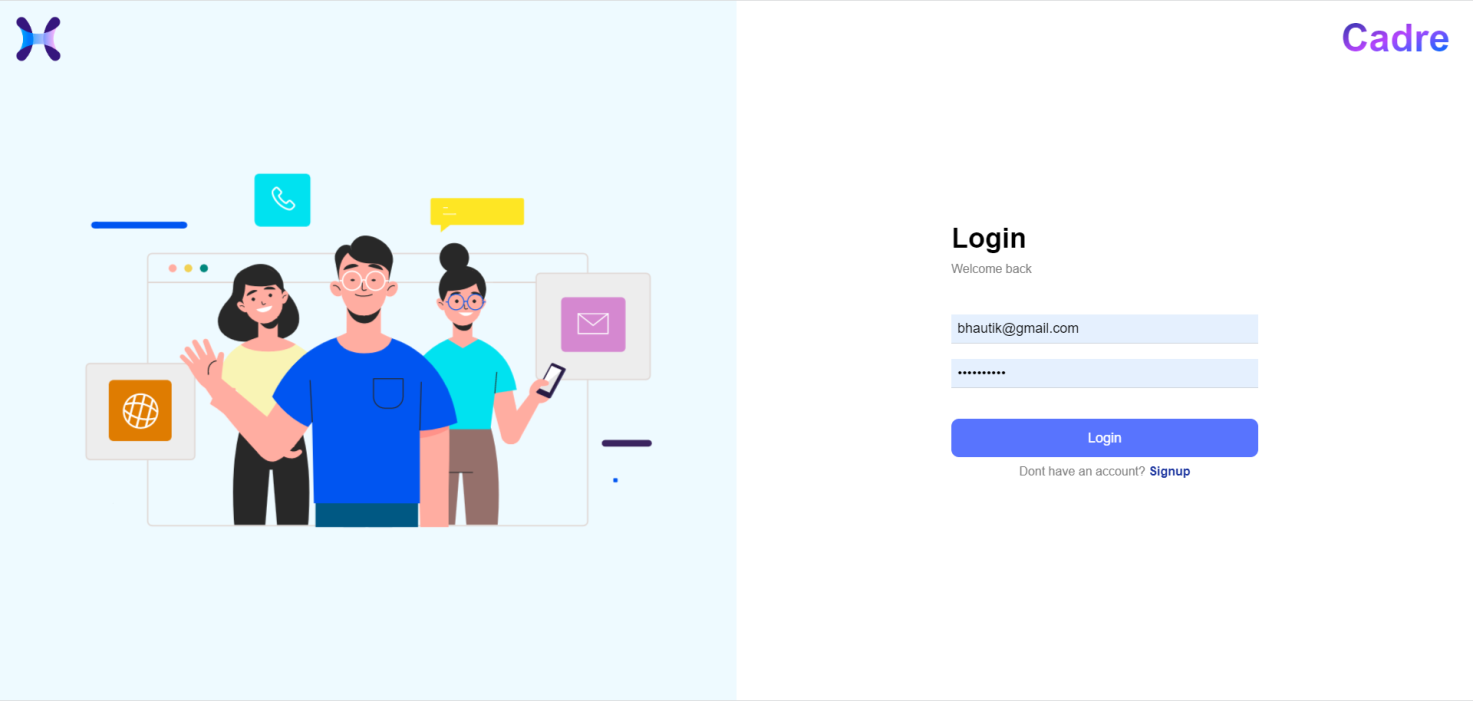 Cadre
Login
Welcome back
bhautik@gmail.com
••••••••••
Login
Dont have an account? Signup